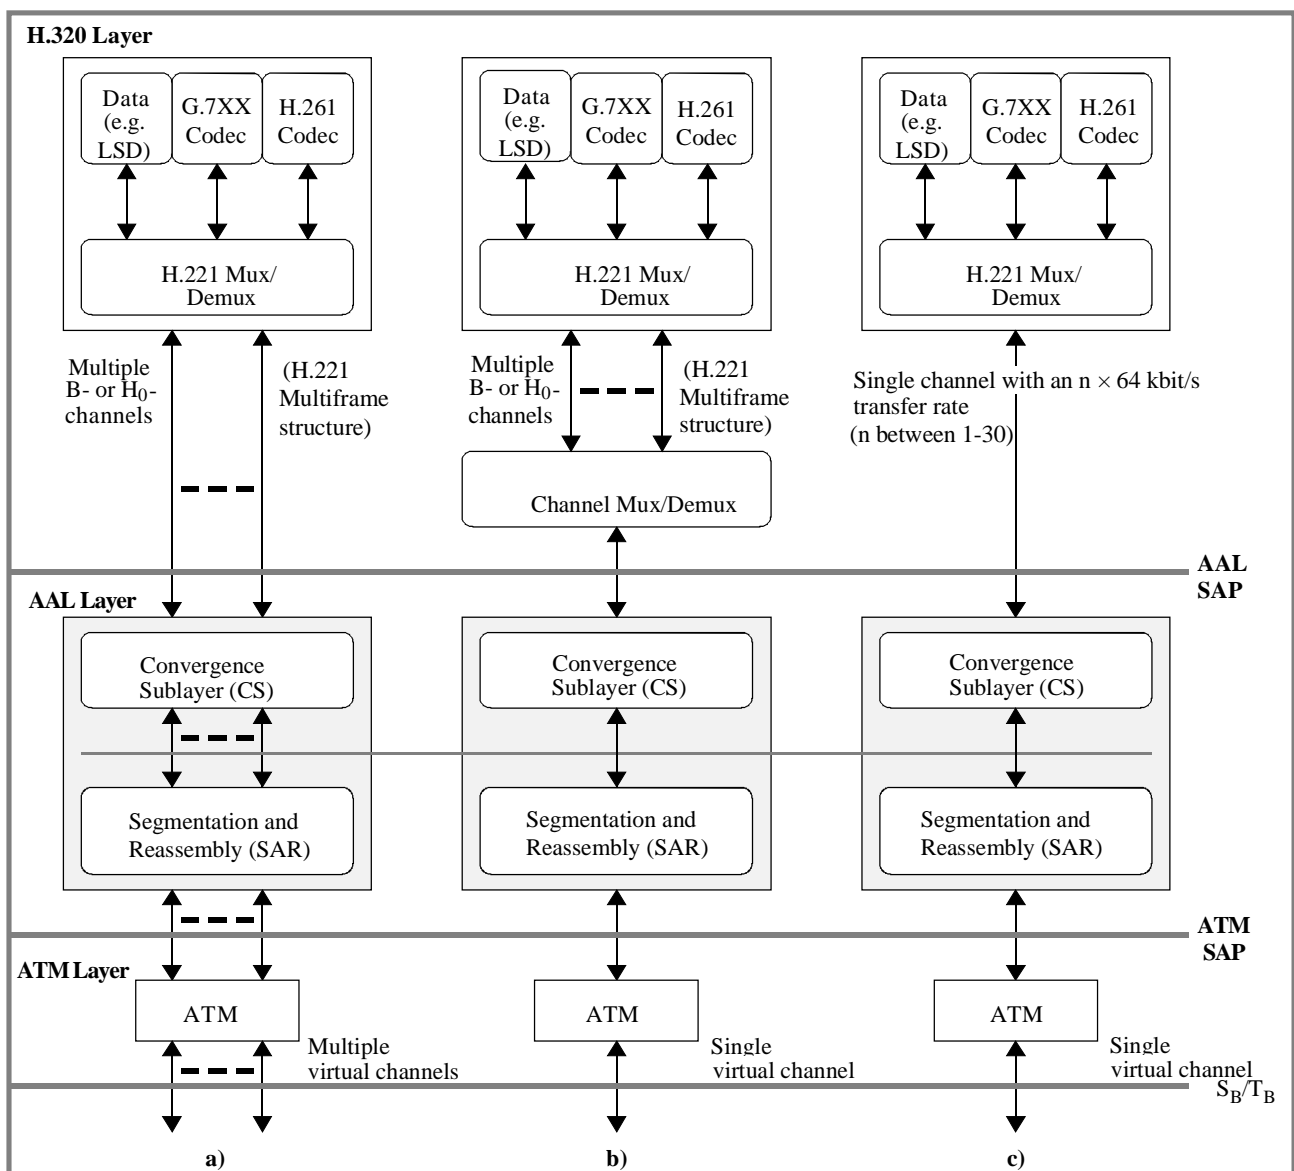 H.320 Layer
Data
(e.g.
LSD)
G.7XX
Codec
H.261
Codec
H.221 Mux/
Demux
Multiple
B- or H0-
channels
(H.221
Multiframe
structure)
Data
(e.g.
LSD)
G.7XX
Codec
H.261
Codec
H.221 Mux/
Demux
Multiple
B- or H0-
channels
(H.221
Multiframe
structure)
Channel Mux/Demux
Data
(e.g.
LSD)
G.7XX
Codec
H.261
Codec
H.221 Mux/
Demux
Single channel with an n × 64 kbit/s
transfer rate
(n between 1-30)
AAL
SAP
AAL Layer
Convergence
Sublayer (CS)
Segmentation and
Reassembly (SAR)
Convergence
Sublayer (CS)
Segmentation and
Reassembly (SAR)
Convergence
Sublayer (CS)
Segmentation and
Reassembly (SAR)
ATM
SAP
ATM Layer
ATM
Multiple
virtual channels
ATM
Single
virtual channel
ATM
Single
virtual channel
SB/TB
a)
b)
c)